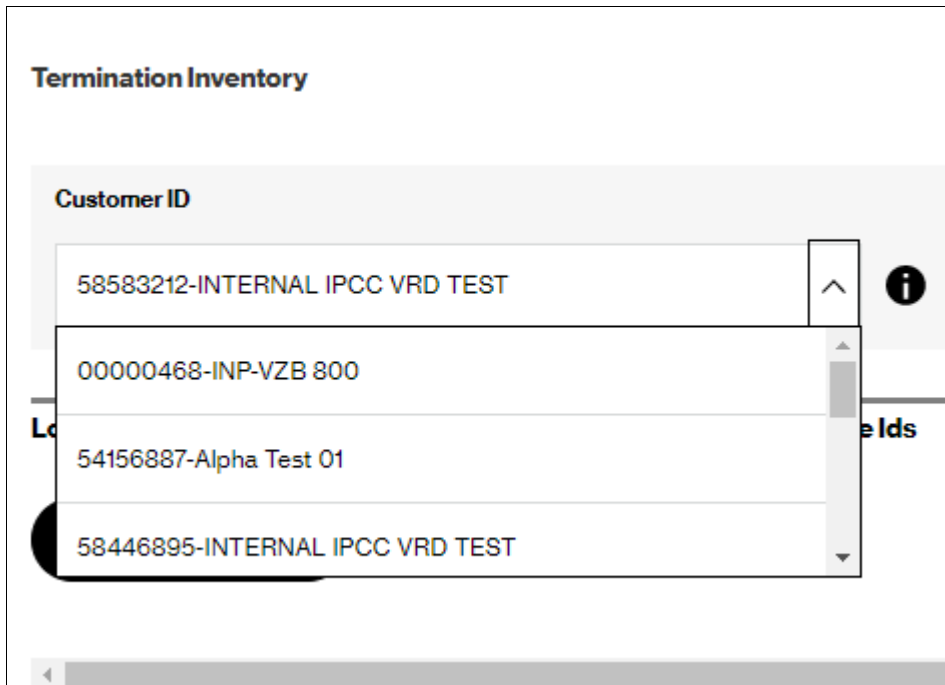 Termination Inventory
Customer ID
58583212-INTERNAL IPCC VRD TEST
00000468-INP-VZB 800
54156887-Alpha Test 01
58446895-INTERNAL IPCC VRD TEST
Ids